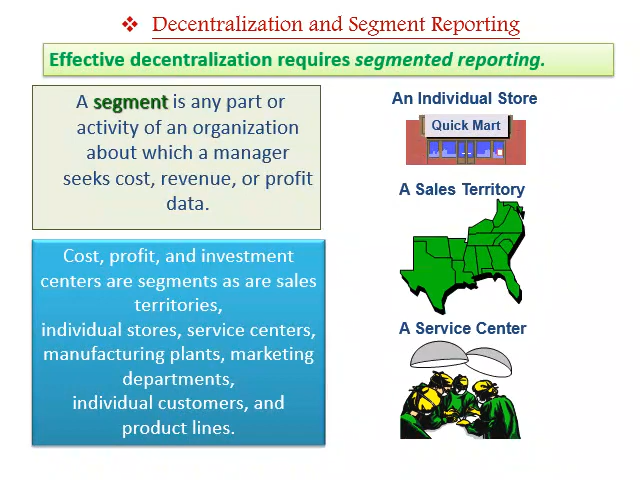 ❖ Decentralization and Segment Reporting
Effective decentralization requires segmented reporting.
A segment is any part or
activity of an organization
about which a manager
seeks cost, revenue, or profit
data.
Cost, profit, and investment
centers are segments as are sales
territories,
individual stores, service centers,
manufacturing plants, marketing
departments,
individual customers, and
product lines.
An Individual Store
Quick Mart
A Sales Territory
A Service Center